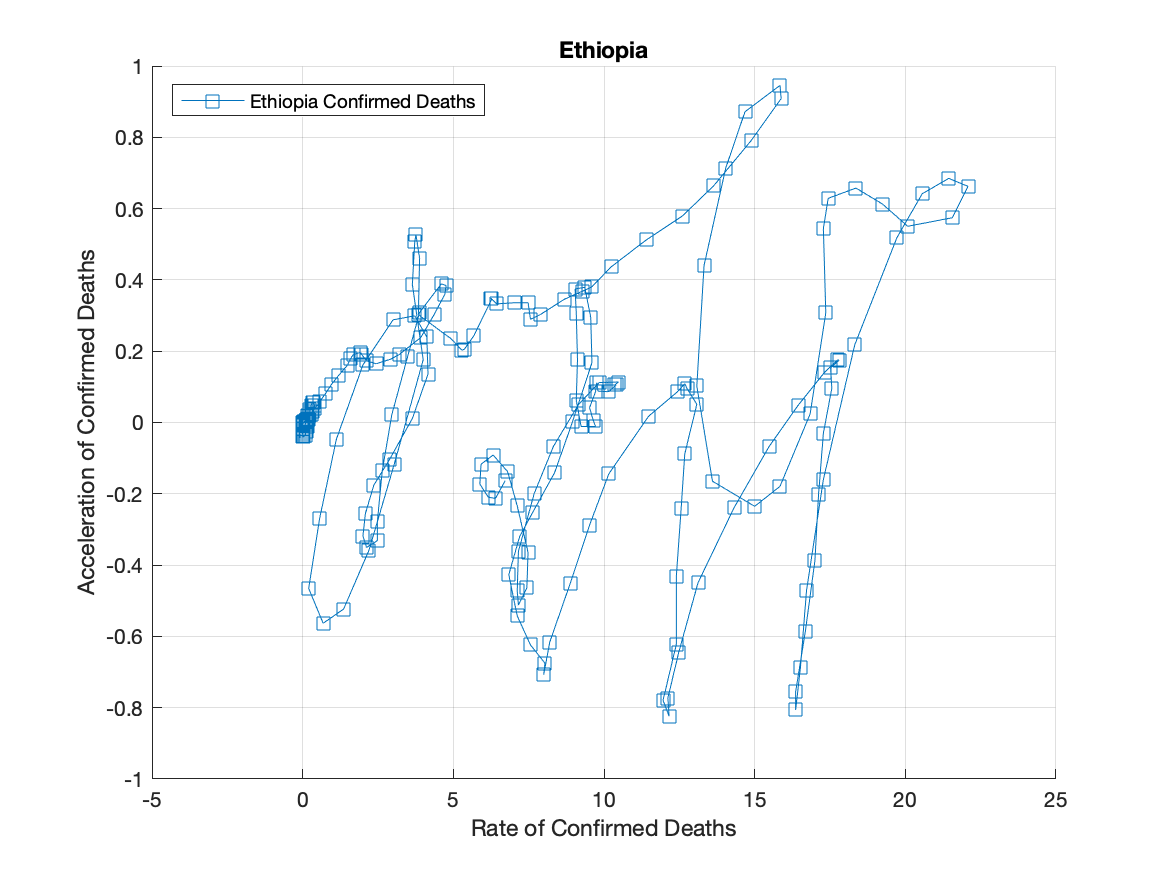 Ethiopia
Ethiopia Confirmed Deaths
Acceleration of Confirmed Deaths
1
0.8
0.6
0.4
0.2
0
-0.2
-0.4
-0.6
-0.8
-1
-5 0 5 10 15 20 25
Rate of Confirmed Deaths